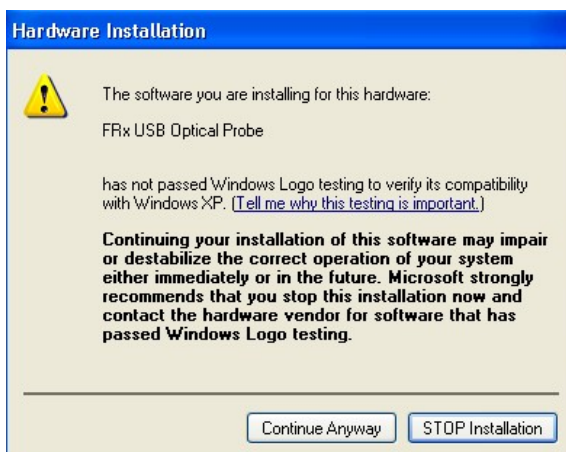 Hardware Installation
The software you are installing for this hardware:
FRx USB Optical Probe
has not passed Windows Logo testing to verify its compatibility
with Windows XP. (Tell me why this testing is important.)
Continuing your installation of this software may impair
or destabilize the correct operation of your system
either immediately or in the future. Microsoft strongly
recommends that you stop this installation now and
contact the hardware vendor for software that has
passed Windows Logo testing.
Continue Anyway
STOP Installation